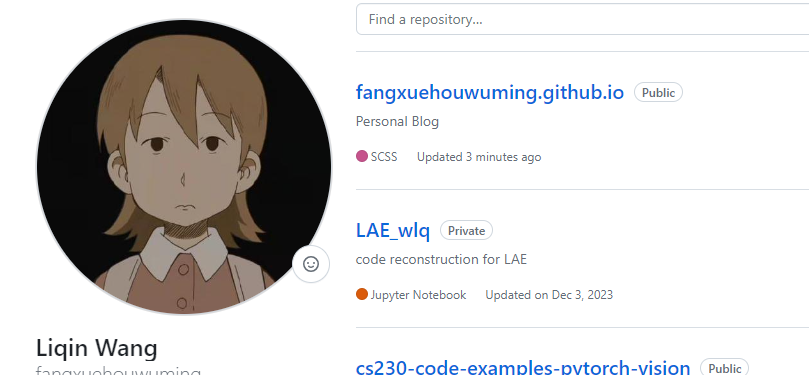 Find a repository...
fangxuehouwuming.github.io Public
Personal Blog
SCSS Updated 3 minutes ago
LAE_wlq Private
code reconstruction for LAE
Jupyter Notebook Updated on Dec 3, 2023
Liqin Wang
fangxuehouwuming
cs230-code-examples-pytorch-vision Public